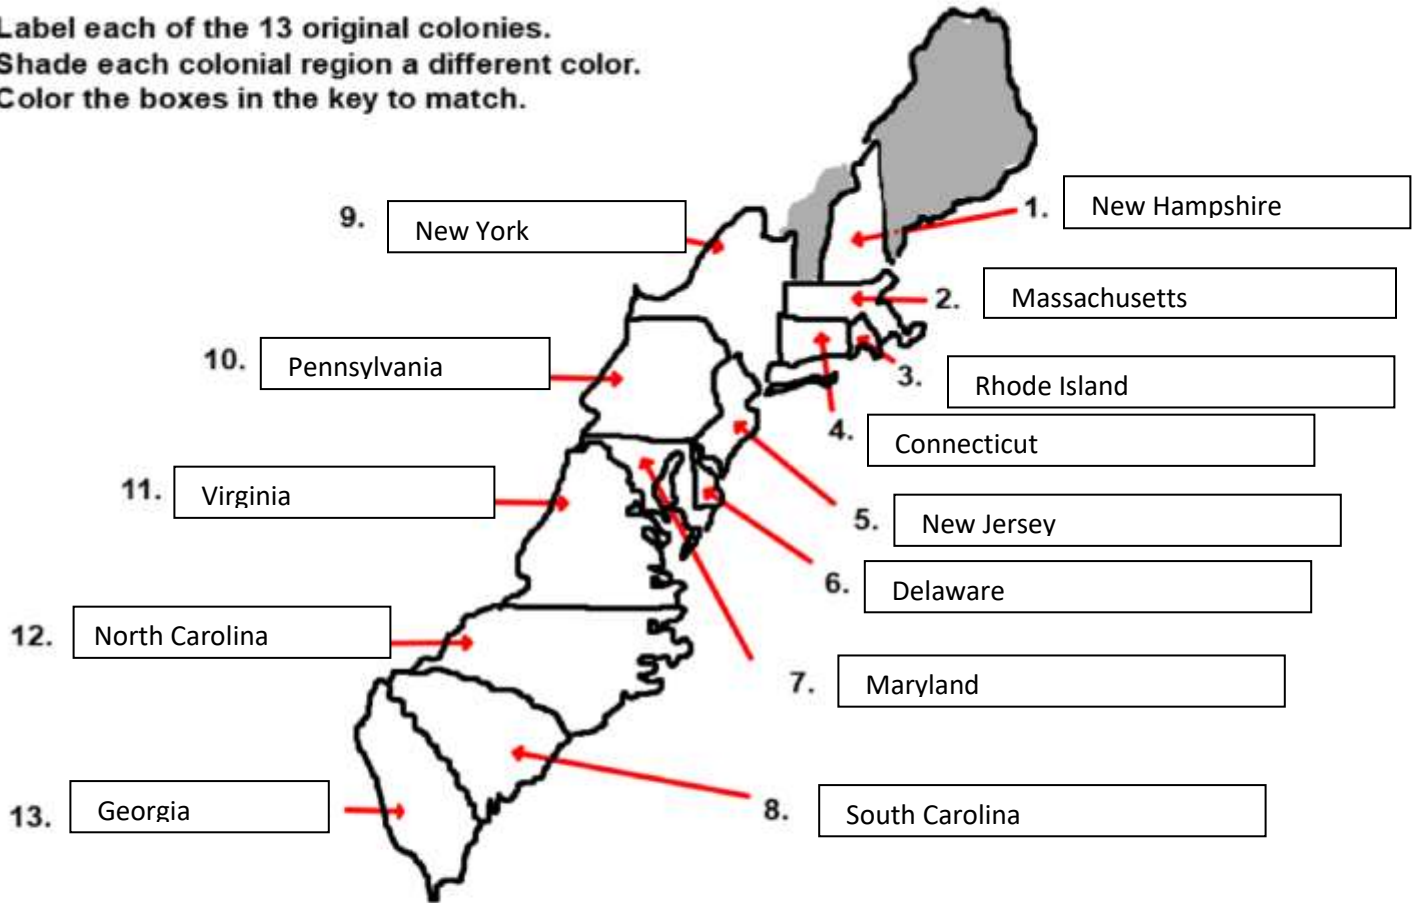 Label each of the 13 original colonies.
Shade each colonial region a different color.
Color the boxes in the key to match.
1. New Hampshire
2. Massachusetts
3. Rhode Island
4. Connecticut
5. New Jersey
6. Delaware
7. Maryland
8. South Carolina
9. New York
10. Pennsylvania
11. Virginia
12. North Carolina
13. Georgia